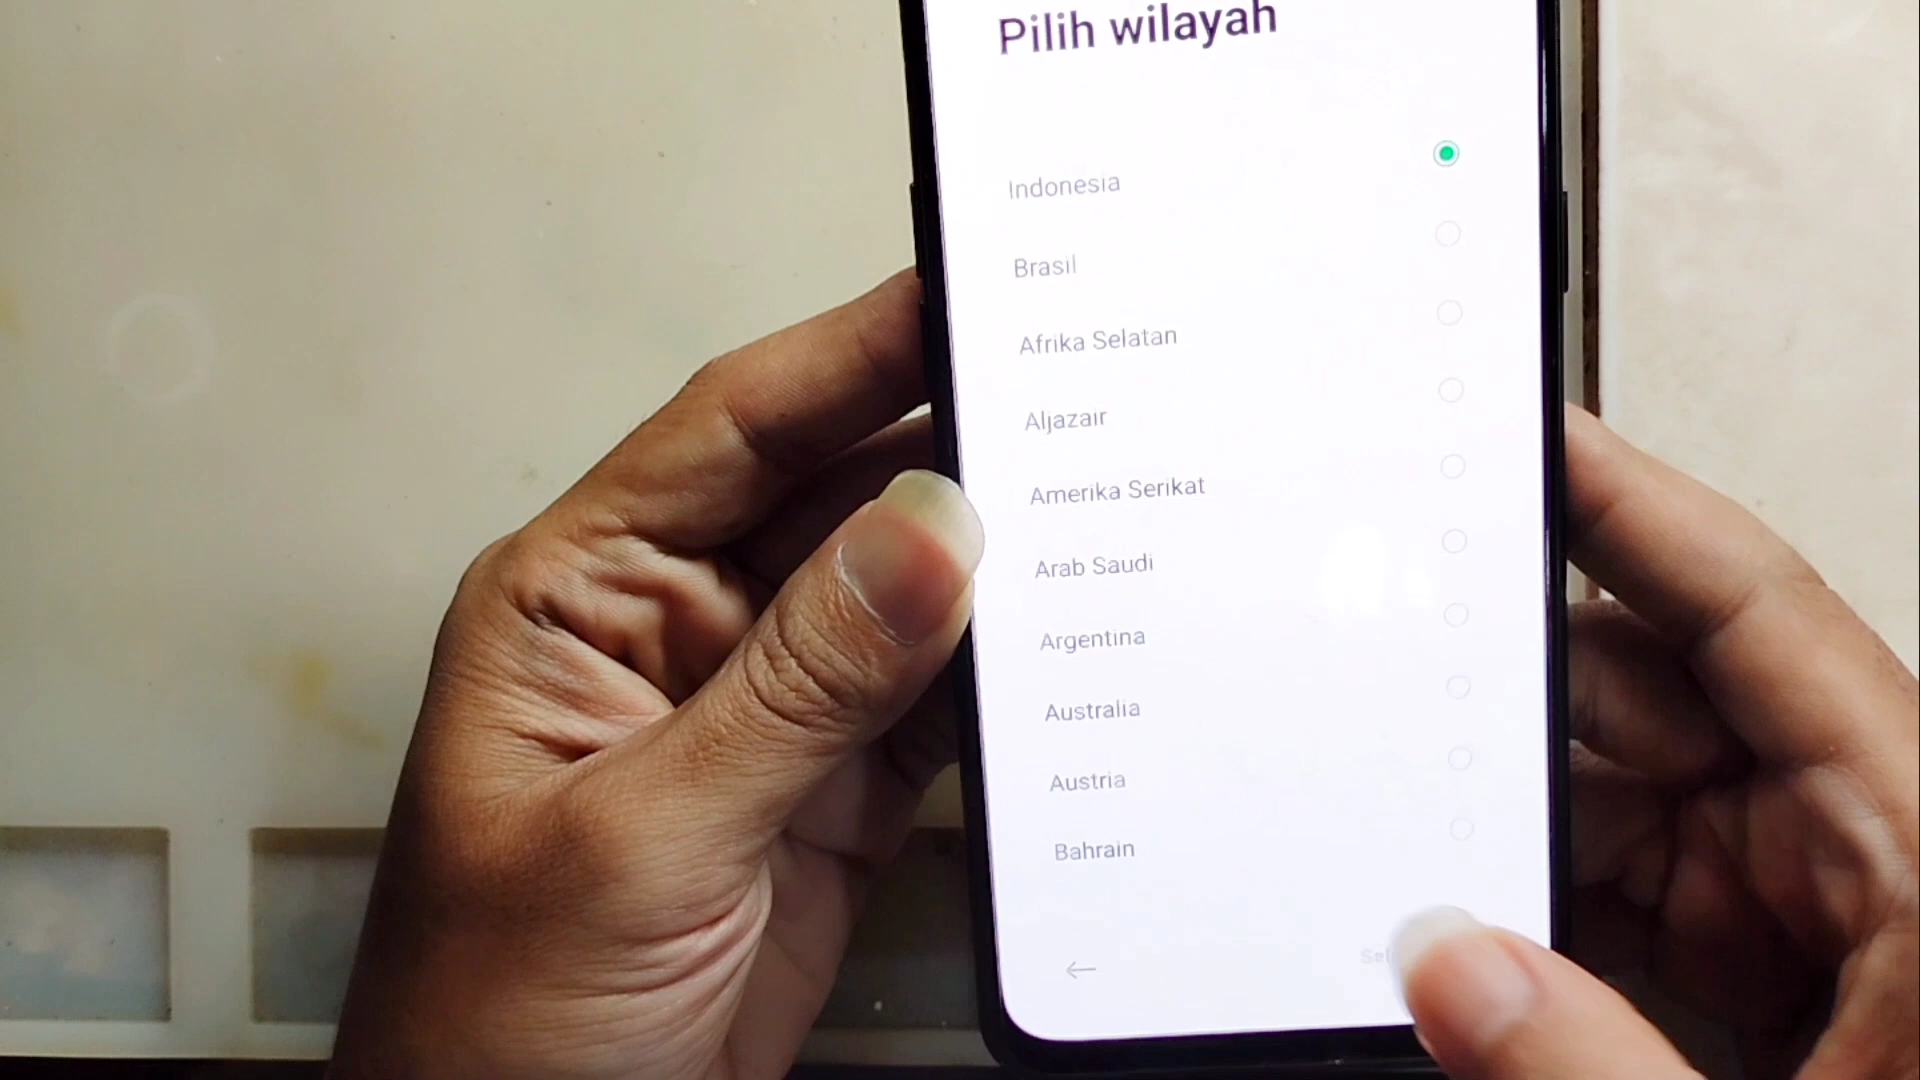 Pilih wilayah
Indonesia
Brasil
Afrika Selatan
Aljazair
Amerika Serikat
Arab Saudi
Argentina
Australia
Austria
Bahrain